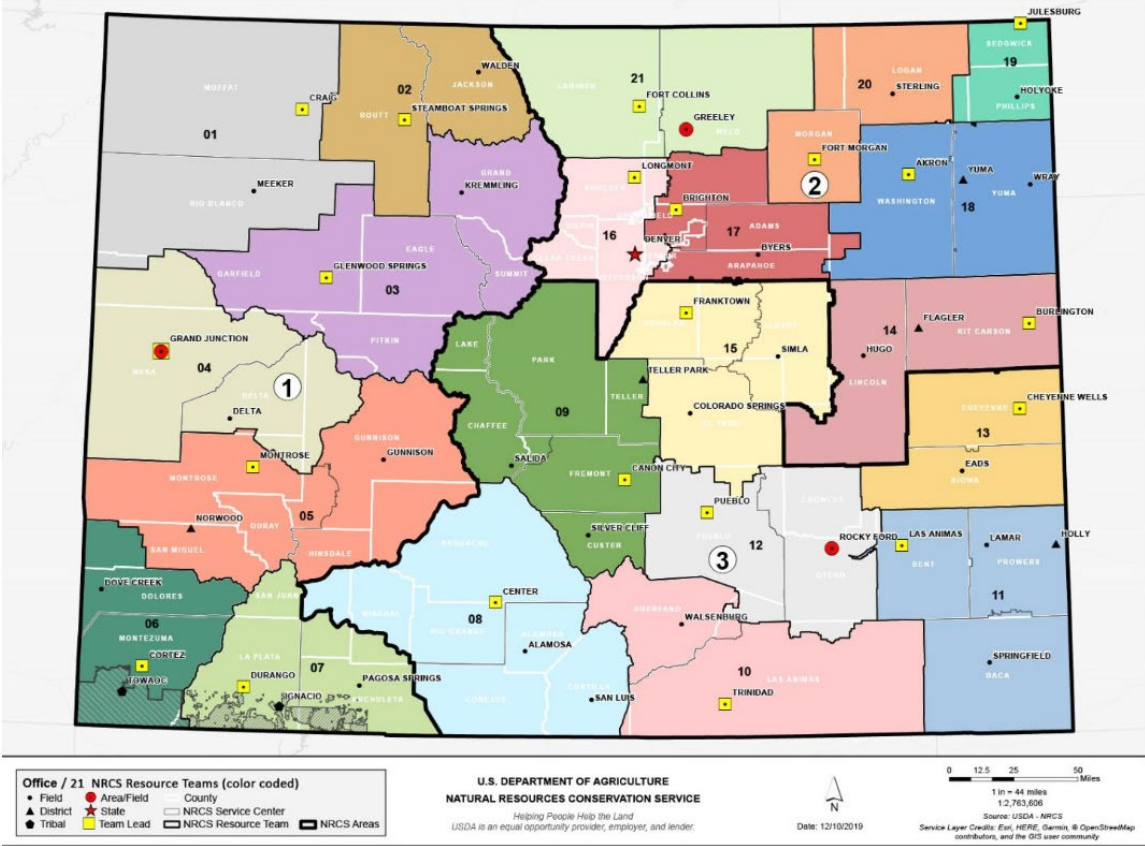 JULESBURG
SEDGWICK
19
HOLYOKE
PHILLIPS
LOGAN
20
STERLING
MORGAN
FORT MORGAN
2
MOFFAT
CRAIG
01
MEEKER
RIO BLANCO
02
WALDEN
JACKSON
ROUTT
STEAMBOAT SPRINGS
LARIMER
21
FORT COLLINS
GREELEY
WELD
GRAND
KREMMLING
EAGLE
GARFIELD
GLENWOOD SPRINGS
SUMMIT
03
PITKIN
LONGMONT
BOULDER
16
DENVER
BRIGHTON
17
ADAMS
BYERS
ARAPAHOE
AKRON
WASHINGTON
YUMA
18
YUMA
WRAY
GRAND JUNCTION
MESA
04
DELTA
1
DELTA
LAKE
PARK
09
CHAFFEE
TELLER PARK
TELLER
SALIDA
FREMONT
CANON CITY
SILVER CLIFF
CUSTER
FRANKTOWN
15
SIMLA
COLORADO SPRINGS
EL PASO
14
FLAGLER
KIT CARSON
BURLINGTON
HUGO
LINCOLN
CHEYENNE
CHEYENNE WELLS
13
EADS
KIOWA
MONTROSE
MONTROSE
GUNNISON
GUNNISON
NORWOOD
OURAY
05
SAN MIGUEL
HINSDALE
DOVE CREEK
DOLORES
06
MONTEZUMA
CORTEZ
TOWAOC
SAN JUAN
LA PLATA
07
DURANGO
IGNACIO
PAGOSA SPRINGS
ARCHULETA
SAGUACHE
CENTER
MINERAL
08
RIO GRANDE
ALAMOSA
ALAMOSA
CONEJOS
COSTILLA
SAN LUIS
PUEBLO
PUEBLO
3
12
CROWLEY
ROCKY FORD
OTERO
LAS ANIMAS
BENT
LAMAR
PROWERS
HOLLY
11
HUERFANO
WALSENBURG
10
LAS ANIMAS
TRINIDAD
SPRINGFIELD
BACA
Office / 21 NRCS Resource Teams (color coded)
Field Area/Field County
District State NRCS Service Center
Tribal Team Lead NRCS Resource Team NRCS Areas
U.S. DEPARTMENT OF AGRICULTURE
NATURAL RESOURCES CONSERVATION SERVICE
Helping People Help the Land
USDA is an equal opportunity provider, employer, and lender.
N
Date: 12/10/2019
0 12.5 25 50
Miles
1 in = 44 miles
1:2,763,606
Source: USDA - NRCS
Service Layer Credits: Esri, HERE, Garmin, © OpenStreetMap
contributors, and the GIS user community